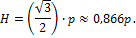 H = (√3/2) · p ≈ 0,866p.